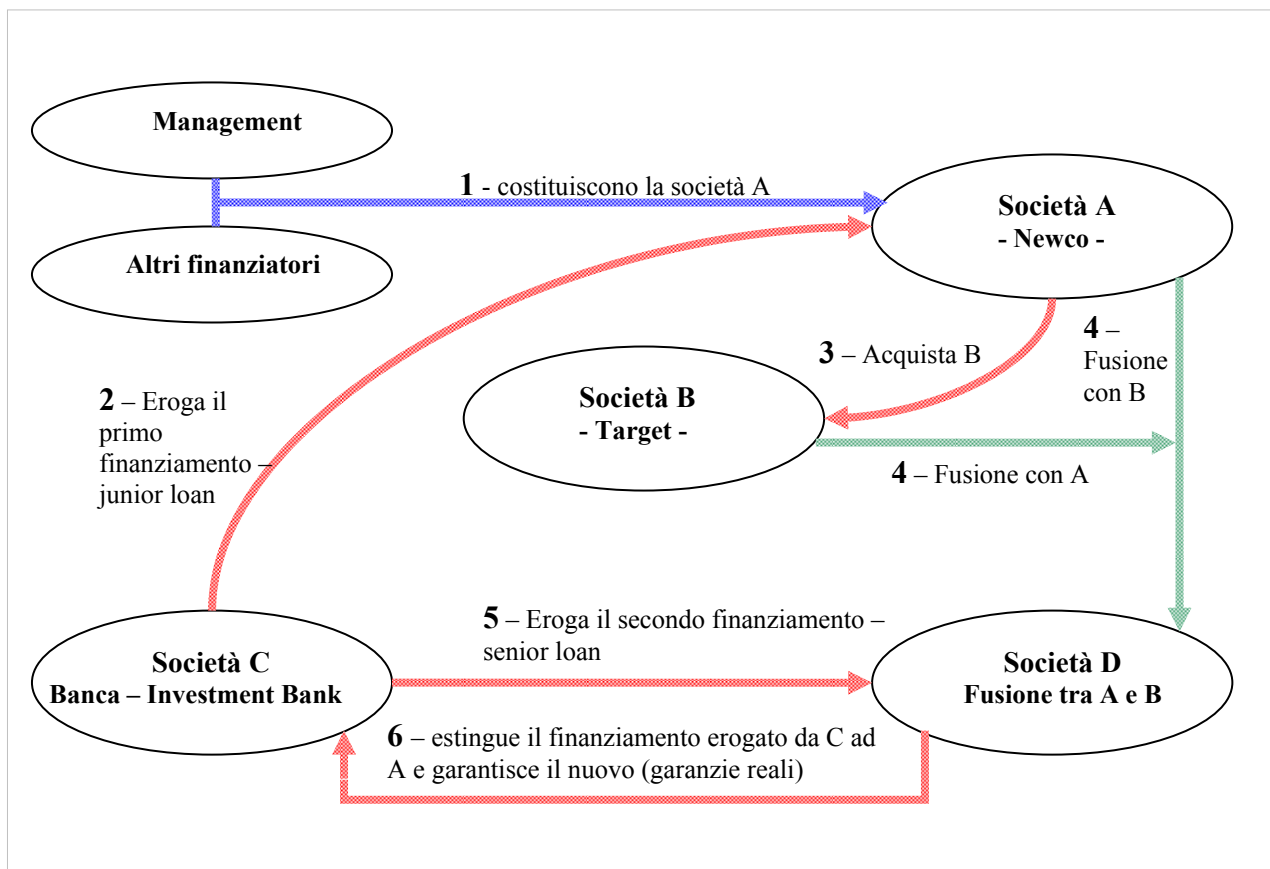 Management
Altri finanziatori
1 - costituiscono la società A
Società A
- Newco -
2 – Eroga il
primo
finanziamento –
junior loan
3 – Acquista B
4 –
Fusione
con B
Società B
- Target -
4 – Fusione con A
Società C
Banca – Investment Bank
5 – Eroga il secondo finanziamento –
senior loan
Società D
Fusione tra A e B
6 – estingue il finanziamento erogato da C ad
A e garantisce il nuovo (garanzie reali)